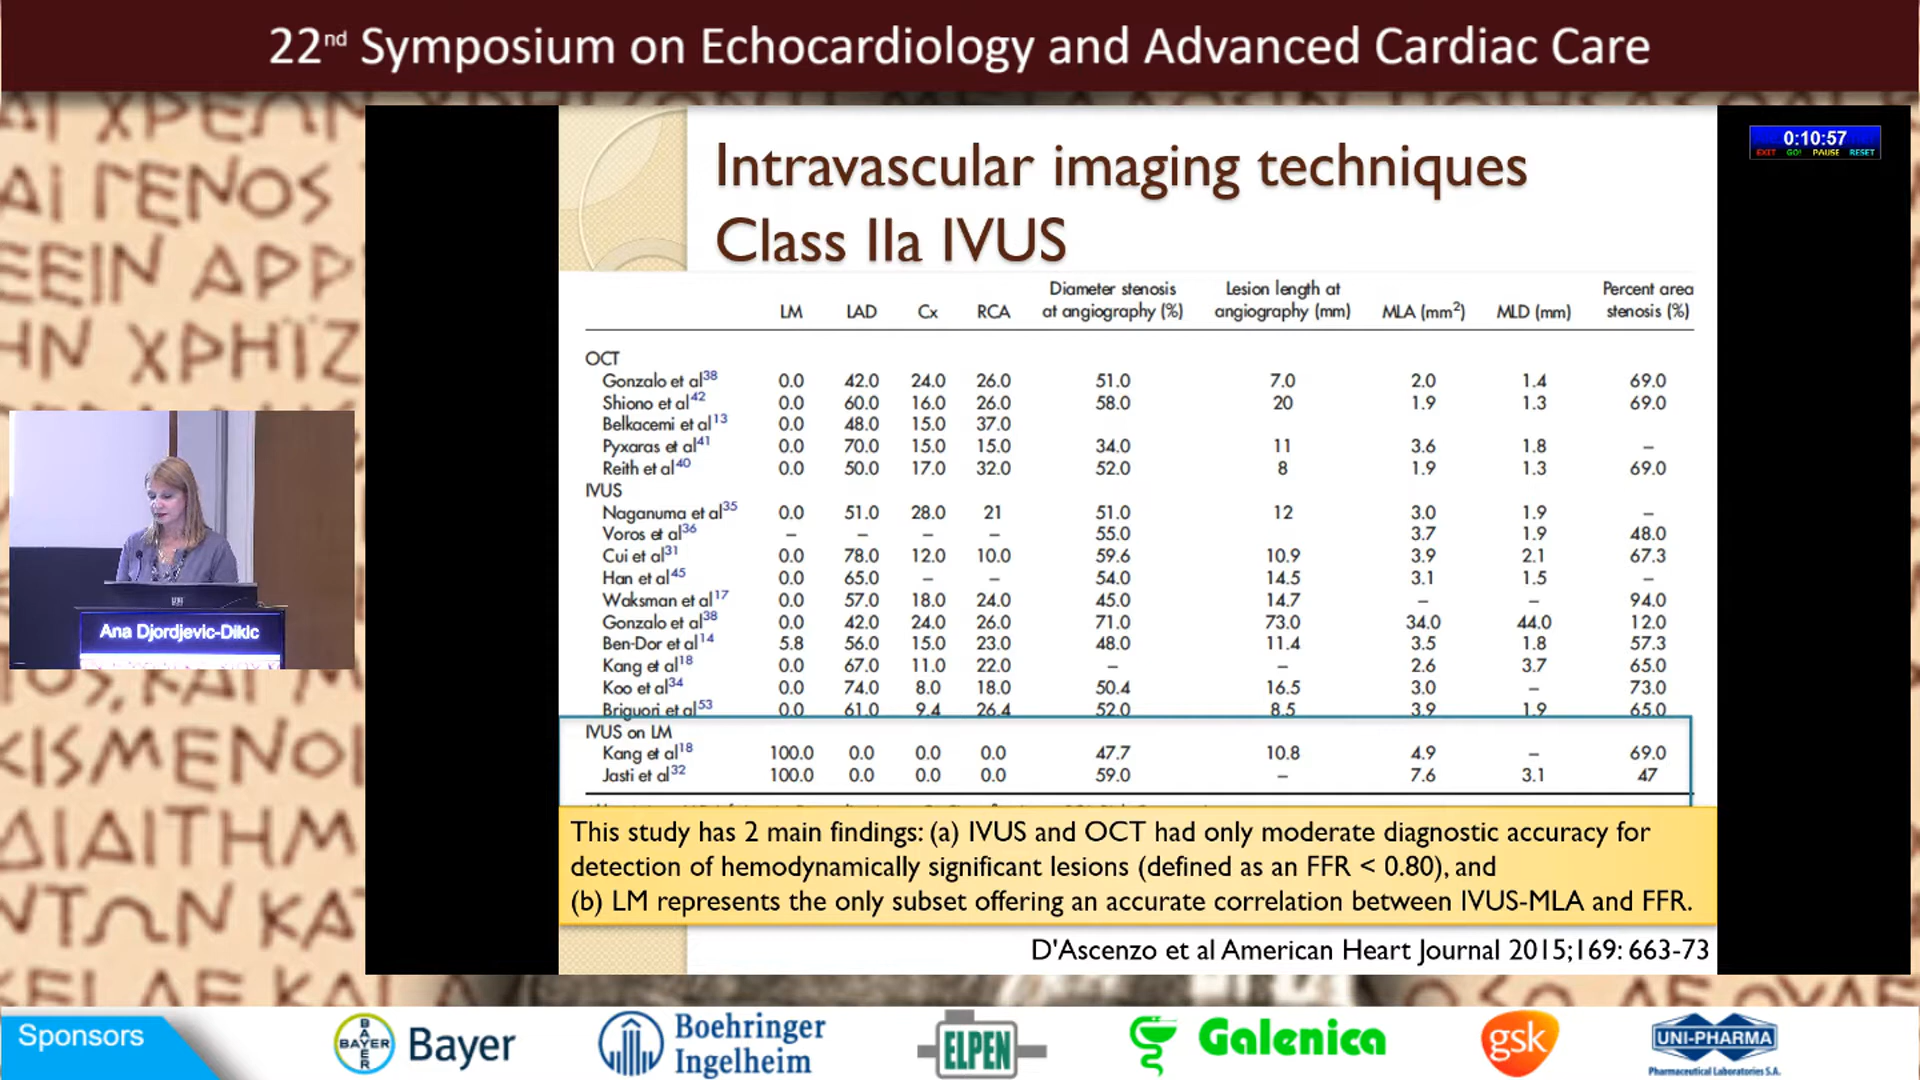 22nd Symposium on Echocardiology and Advanced Cardiac Care
ΑΙ ΧΡΕΩΝ
ΑΙ ΓΕΝΟΣ
ΕΕΙΝ ΑΡΡ
ΗΝ ΧΡΗΙΖ
ΚΙΣΜΕΝΟΙ
ΔΙΑΙΤΗΜ
ΝΤΩΝ ΚΑ
0:10:57
EXIT GO! PAUSE RESET
Intravascular imaging techniques
Class IIa IVUS
LM LAD Cx RCA Diameter stenosis at angiography (%) Lesion length at angiography (mm) MLA (mm²) MLD (mm) Percent area stenosis (%)
OCT
Gonzalo et al38 0.0 42.0 24.0 26.0 51.0 7.0 2.0 1.4 69.0
Shiono et al42 0.0 60.0 16.0 26.0 58.0 20 1.9 1.3 69.0
Belkacemi et al13 0.0 48.0 15.0 37.0
Pyxaras et al41 0.0 70.0 15.0 15.0 34.0 11 3.6 1.8 –
Reith et al40 0.0 50.0 17.0 32.0 52.0 8 1.9 1.3 69.0
IVUS
Naganuma et al35 0.0 51.0 28.0 21 51.0 12 3.0 1.9 –
Voros et al36 – – – – 55.0 3.7 1.9 48.0
Cui et al31 0.0 78.0 12.0 10.0 59.6 10.9 3.9 2.1 67.3
Han et al45 0.0 65.0 – – 54.0 14.5 3.1 1.5 –
Waksman et al17 0.0 57.0 18.0 24.0 45.0 14.7 – – 94.0
Gonzalo et al38 0.0 42.0 24.0 26.0 71.0 73.0 34.0 44.0 12.0
Ben-Dor et al14 5.8 56.0 15.0 23.0 48.0 11.4 3.5 1.8 57.3
Kang et al18 0.0 67.0 11.0 22.0 – – 2.6 3.7 65.0
Koo et al34 0.0 74.0 8.0 18.0 50.4 16.5 3.0 – 73.0
Briguori et al53 0.0 61.0 9.4 26.4 52.0 8.5 3.9 1.9 65.0
IVUS on LM
Kang et al18 100.0 0.0 0.0 0.0 47.7 10.8 4.9 – 69.0
Jasti et al32 100.0 0.0 0.0 0.0 59.0 – 7.6 3.1 47
This study has 2 main findings: (a) IVUS and OCT had only moderate diagnostic accuracy for
detection of hemodynamically significant lesions (defined as an FFR < 0.80), and
(b) LM represents the only subset offering an accurate correlation between IVUS-MLA and FFR.
D'Ascenzo et al American Heart Journal 2015;169: 663-73
Ana Djordjevic-Dikic
Sponsors
BAYER
BAYER
Bayer
Boehringer
Ingelheim
ELPEN
Galenica
gsk
UNI-PHARMA
Pharmaceutical Laboratories S.A.